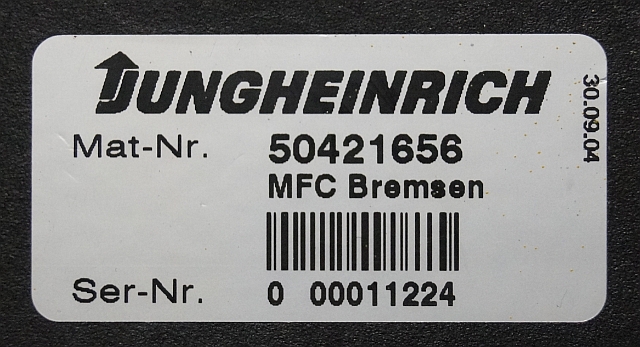 JUNGHEINRICH
Mat-Nr. 50421656
MFC Bremsen
Ser-Nr. 0 00011224
30.09.04